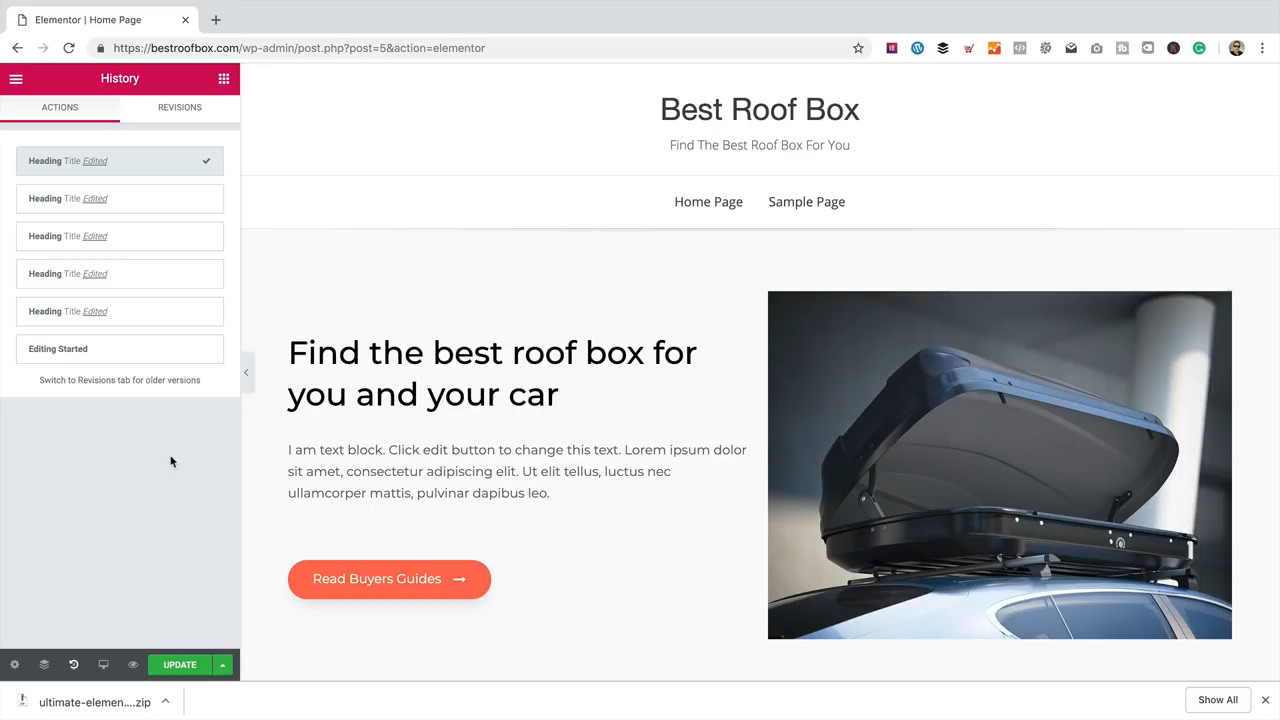 Elementor | Home Page
https://bestroofbox.com/wp-admin/post.php?post=5&action=elementor
History
ACTIONS
REVISIONS
Heading Title Edited
Heading Title Edited
Heading Title Edited
Heading Title Edited
Heading Title Edited
Editing Started
Switch to Revisions tab for older versions
UPDATE
Best Roof Box
Find The Best Roof Box For You
Home Page Sample Page
Find the best roof box for
you and your car
I am text block. Click edit button to change this text. Lorem ipsum dolor
sit amet, consectetur adipiscing elit. Ut elit tellus, luctus nec
ullamcorper mattis, pulvinar dapibus leo.
Read Buyers Guides
ultimate-elemen....zip
Show All